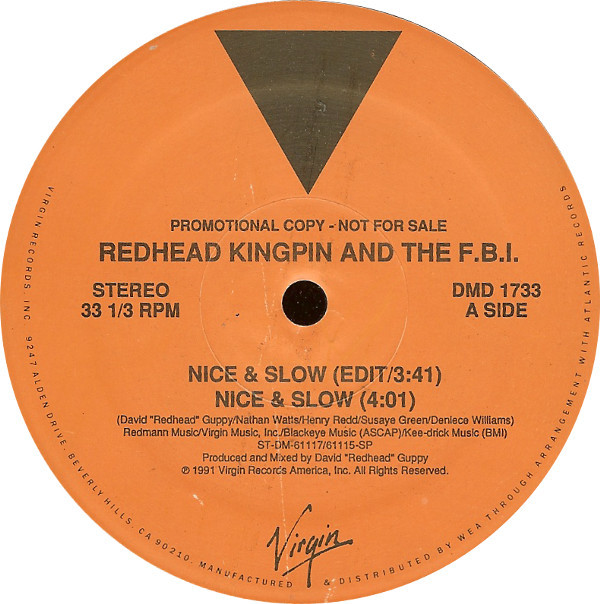 PROMOTIONAL COPY - NOT FOR SALE
REDHEAD KINGPIN AND THE F.B.I.
STEREO
33 1/3 RPM
DMD 1733
A SIDE
NICE & SLOW (EDIT/3:41)
NICE & SLOW (4:01)
(David "Redhead" Guppy/Nathan Watts/Henry Redd/Susaye Green/Deniece Williams)
Redmann Music/Virgin Music, Inc./Blackeye Music (ASCAP)/Kee-drick Music (BMI)
ST-DM-61117/61115-SP
Produced and Mixed by David "Redhead" Guppy
℗ 1991 Virgin Records America, Inc. All Rights Reserved.
Virgin
VIRGIN RECORDS, INC. 9247 ALDEN DRIVE, BEVERLY HILLS, CA 90210. MANUFACTURED & DISTRIBUTED BY WEA THROUGH ARRANGEMENT WITH ATLANTIC RECORDS